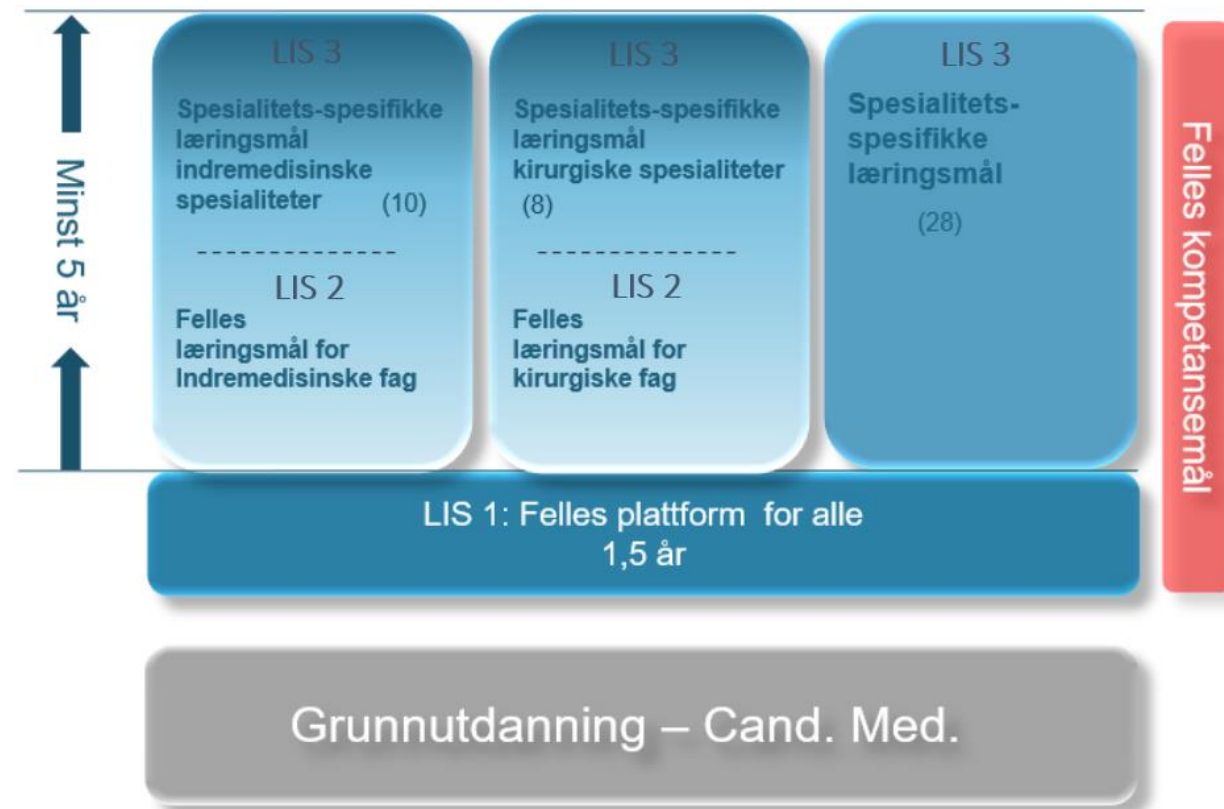 Minst 5 år
LIS 3
Spesialitets-spesifikke
læringsmål
indremedisinske
spesialiteter (10)
LIS 2
Felles
læringsmål for
Indremedisinske fag
LIS 3
Spesialitets-spesifikke
læringsmål
kirurgiske spesialiteter
(8)
LIS 2
Felles
læringsmål for
kirurgiske fag
LIS 3
Spesialitets-
spesifikke
læringsmål
(28)
Felles kompetansemål
LIS 1: Felles plattform for alle
1,5 år
Grunnutdanning – Cand. Med.